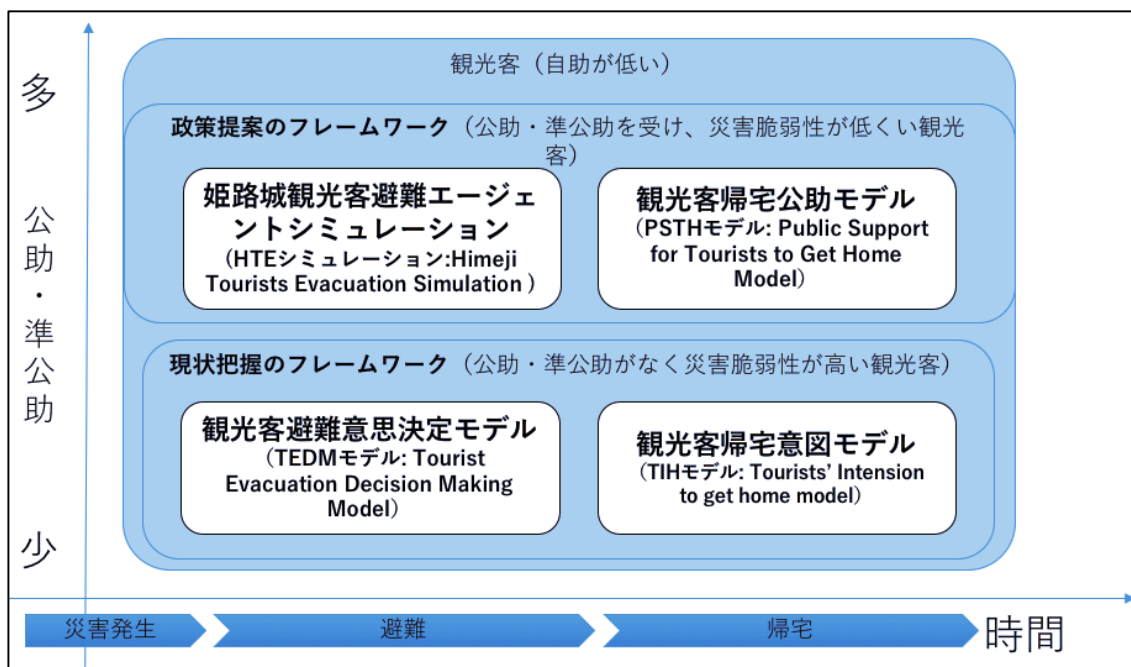 多
公助・準公助
少
観光客（自助が低い）
政策提案のフレームワーク（公助・準公助を受け、災害脆弱性が低くい観光
客）
姫路城観光客避難エージェ
ントシミュレーション
（HTEシミュレーション:Himeji
Tourists Evacuation Simulation ）
観光客帰宅公助モデル
（PSTHモデル: Public Support
for Tourists to Get Home
Model）
現状把握のフレームワーク（公助・準公助がなく災害脆弱性が高い観光客）
観光客避難意思決定モデル
（TEDMモデル: Tourist
Evacuation Decision Making
Model）
観光客帰宅意図モデル
（TIHモデル: Tourists’ Intension
to get home model）
災害発生
避難
帰宅
時間